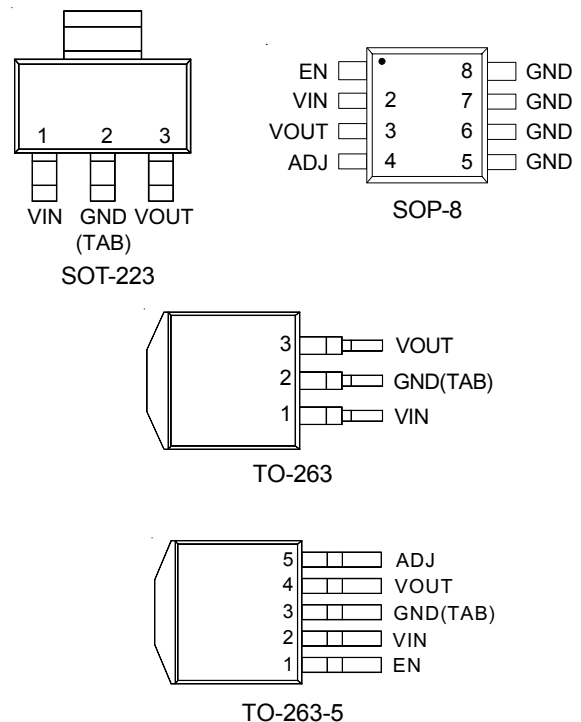 1 2 3
VIN GND VOUT
(TAB)
SOT-223
EN 8 GND
VIN 2 7 GND
VOUT 3 6 GND
ADJ 4 5 GND
SOP-8
3 VOUT
2 GND(TAB)
1 VIN
TO-263
5 ADJ
4 VOUT
3 GND(TAB)
2 VIN
1 EN
TO-263-5